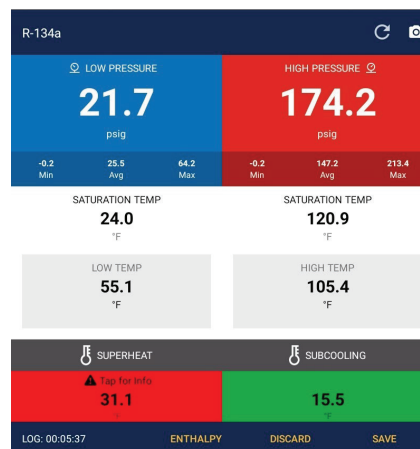 R-134a
LOW PRESSURE HIGH PRESSURE
21.7 174.2
psig psig
-0.2 25.5 64.2 -0.2 147.2 213.4
Min Avg Max Min Avg Max
SATURATION TEMP SATURATION TEMP
24.0 120.9
°F °F
LOW TEMP HIGH TEMP
55.1 105.4
°F °F
SUPERHEAT SUBCOOLING
Tap for Info
31.1 15.5
°F °F
LOG: 00:05:37 ENTHALPY DISCARD SAVE